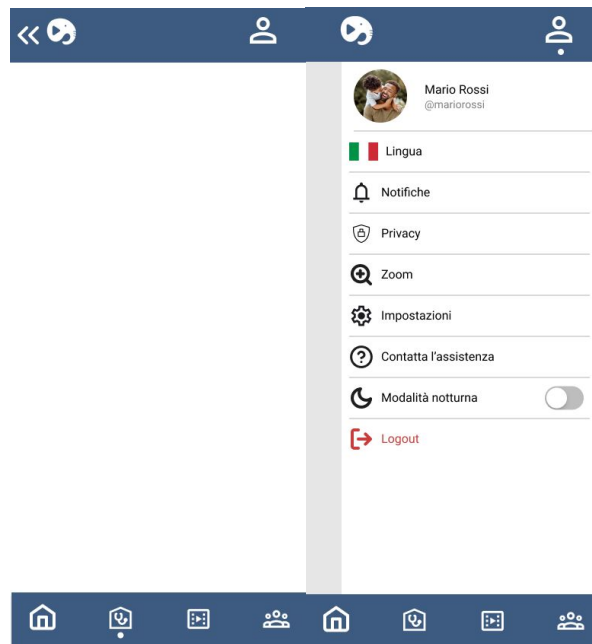 Mario Rossi
@mariorossi
Lingua
Notifiche
Privacy
Zoom
Impostazioni
Contatta l'assistenza
Modalità notturna
Logout